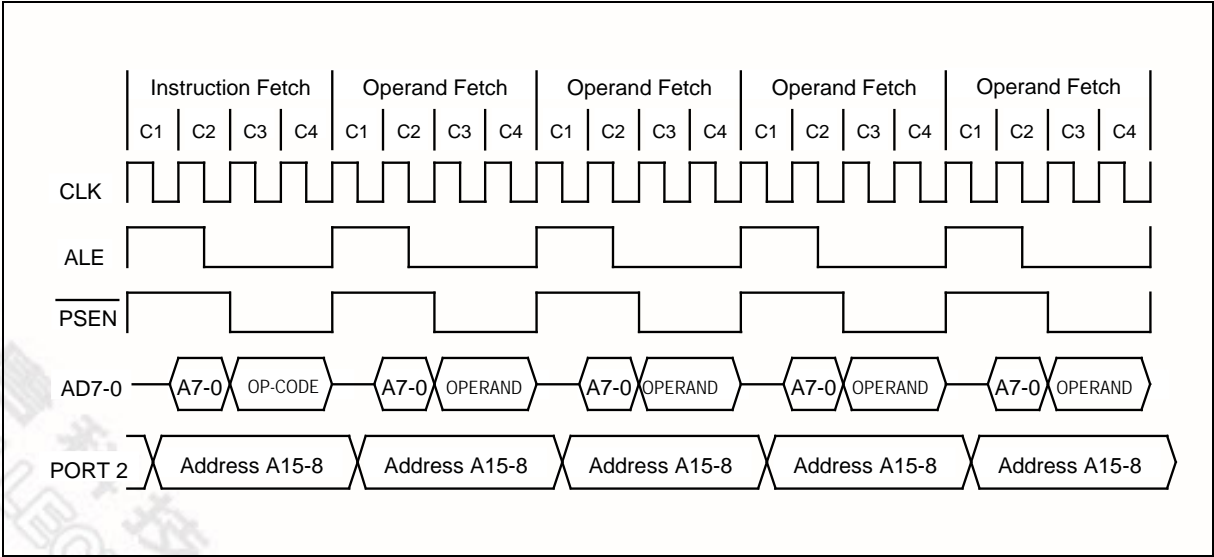 Instruction Fetch Operand Fetch Operand Fetch Operand Fetch Operand Fetch
C1 C2 C3 C4 C1 C2 C3 C4 C1 C2 C3 C4 C1 C2 C3 C4 C1 C2 C3 C4
CLK
ALE
PSEN
AD7-0 A7-0 OP-CODE A7-0 OPERAND A7-0 OPERAND A7-0 OPERAND A7-0 OPERAND
PORT 2 Address A15-8 Address A15-8 Address A15-8 Address A15-8 Address A15-8